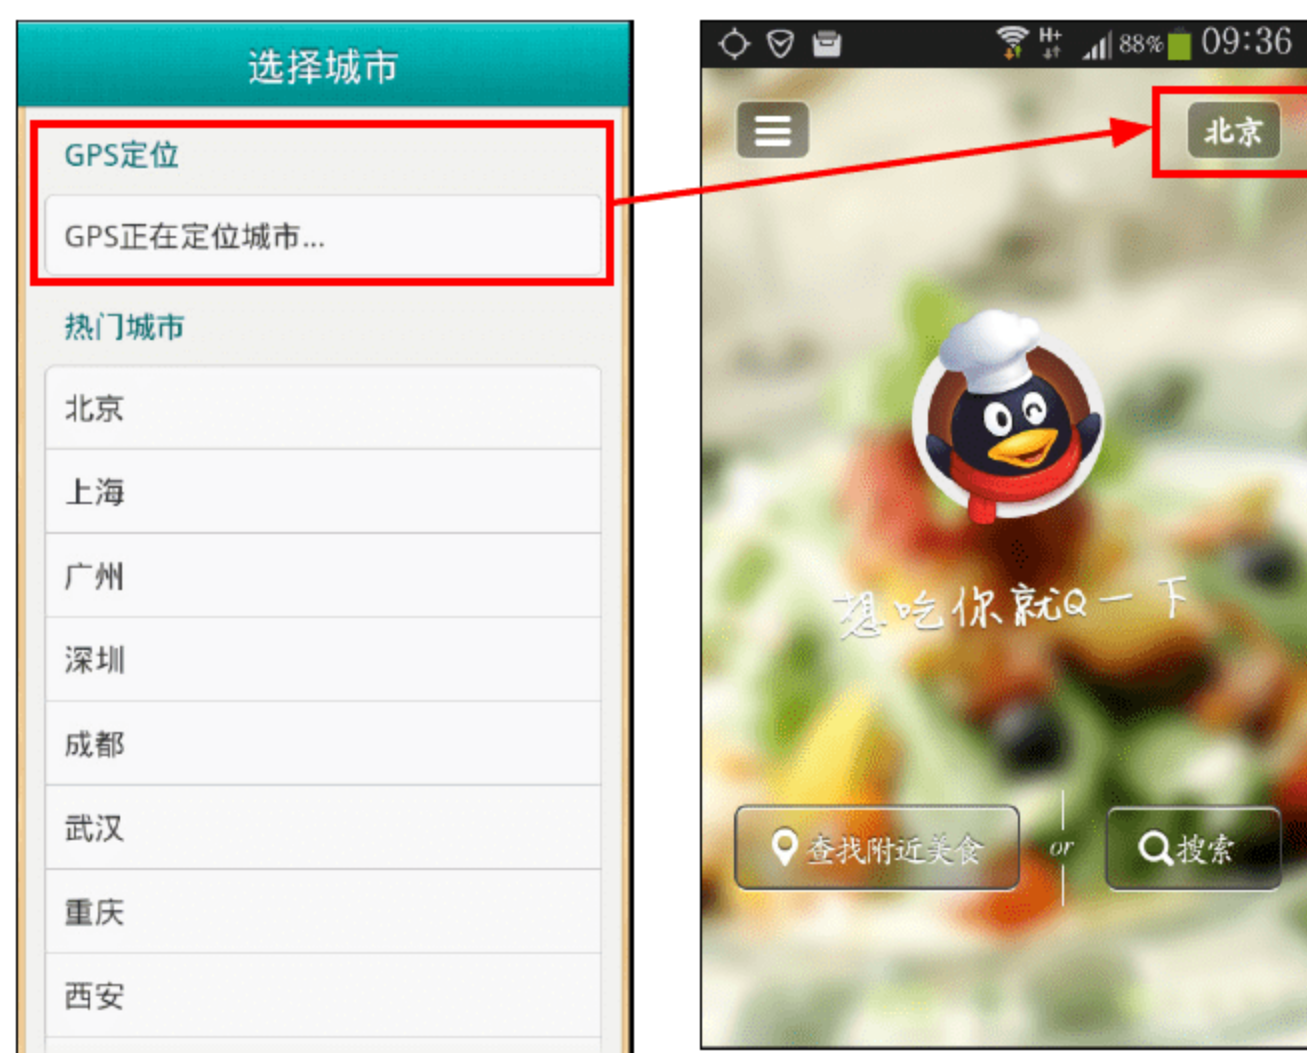 选择城市
GPS定位
GPS正在定位城市...
热门城市
北京
上海
广州
深圳
成都
武汉
重庆
西安
H+ 88% 09:36
北京
想吃你就Q一下
查找附近美食 or 搜索